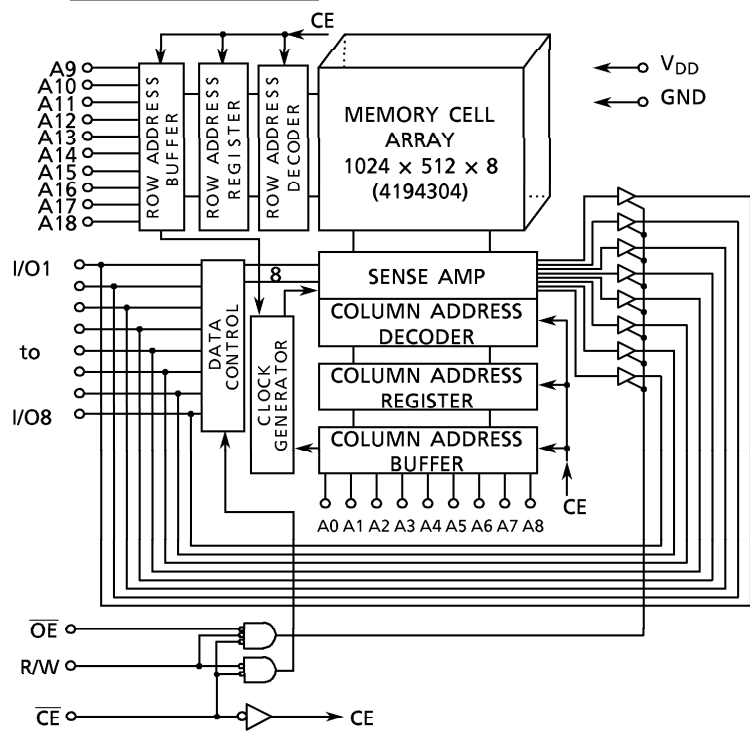 CE
A9
A10
A11
A12
A13
A14
A15
A16
A17
A18
ROW ADDRESS
BUFFER
ROW ADDRESS
REGISTER
ROW ADDRESS
DECODER
MEMORY CELL
ARRAY
1024 × 512 × 8
(4194304)
VDD
GND
I/O1
to
I/O8
8
DATA
CONTROL
CLOCK
GENERATOR
SENSE AMP
COLUMN ADDRESS
DECODER
COLUMN ADDRESS
REGISTER
COLUMN ADDRESS
BUFFER
CE
A0 A1 A2 A3 A4 A5 A6 A7 A8
OE
R/W
CE
CE